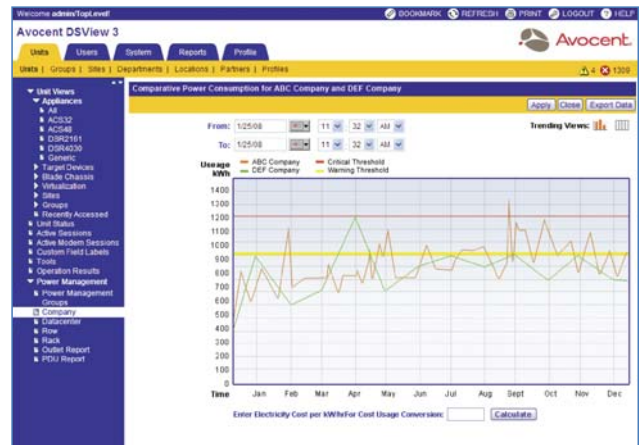 Welcome admin/TopLevel!
BOOKMARK REFRESH PRINT LOGOUT HELP
Avocent DSView 3
Avocent.
Units Users System Reports Profile
Units | Groups | Sites | Departments | Locations | Partners | Profiles
4 1309
Unit Views
Appliances
All
ACS32
ACS48
DSR2161
DSR4030
Generic
Target Devices
Blade Chassis
Virtualization
Sites
Groups
Recently Accessed
Unit Status
Active Sessions
Active Modem Sessions
Custom Field Labels
Tools
Operation Results
Power Management
Power Management
Groups
Company
Datacenter
Row
Rack
Outlet Report
PDU Report
Comparative Power Consumption for ABC Company and DEF Company
Apply Close Export Data
From: 1/25/08 11 32 AM
Trending Views:
To: 1/25/08 11 32 AM
Useage
kWh
ABC Company Critical Threshold
DEF Company Warning Threshold
1400
1300
1200
1100
1000
900
800
700
600
500
400
300
200
100
0
Time Jan Feb Mar Apr May Jun Jul Aug Sept Oct Nov Dec
Enter Electricity Cost per kWhrFor Cost Usage Conversion: Calculate